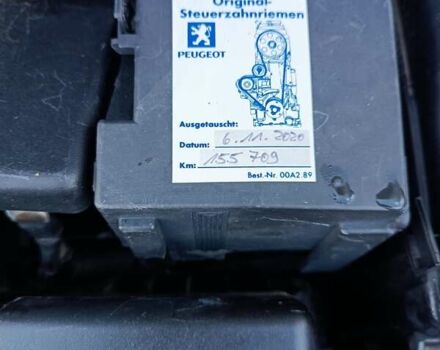 Original-
Steuerzahnriemen
PEUGEOT
Ausgetauscht:
Datum: 6.11.2020
Km: 155 709
Best.-Nr. 00A2 89